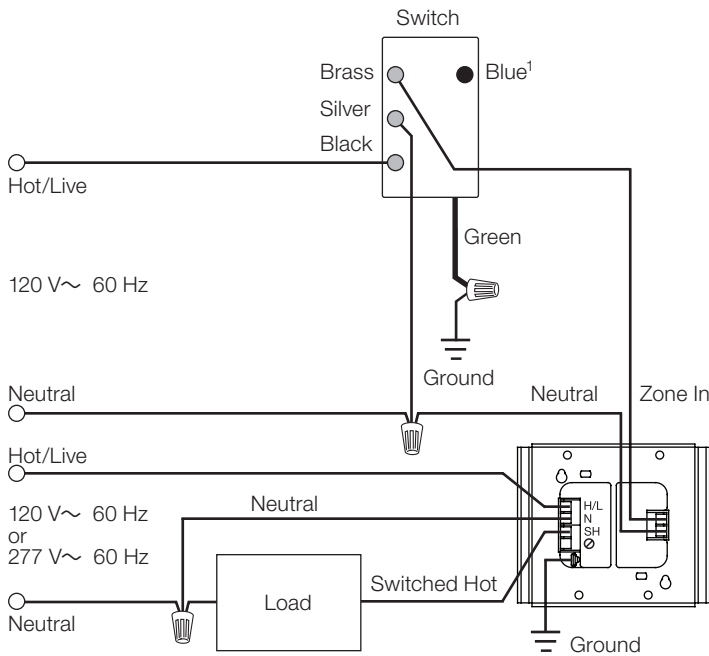 Switch
Brass
Blue¹
Silver
Black
Hot/Live
Green
120 V～ 60 Hz
Ground
Neutral
Neutral
Zone In
Hot/Live
Neutral
H/L
N
SH
120 V～ 60 Hz
or
277 V～ 60 Hz
Switched Hot
Load
Neutral
Ground